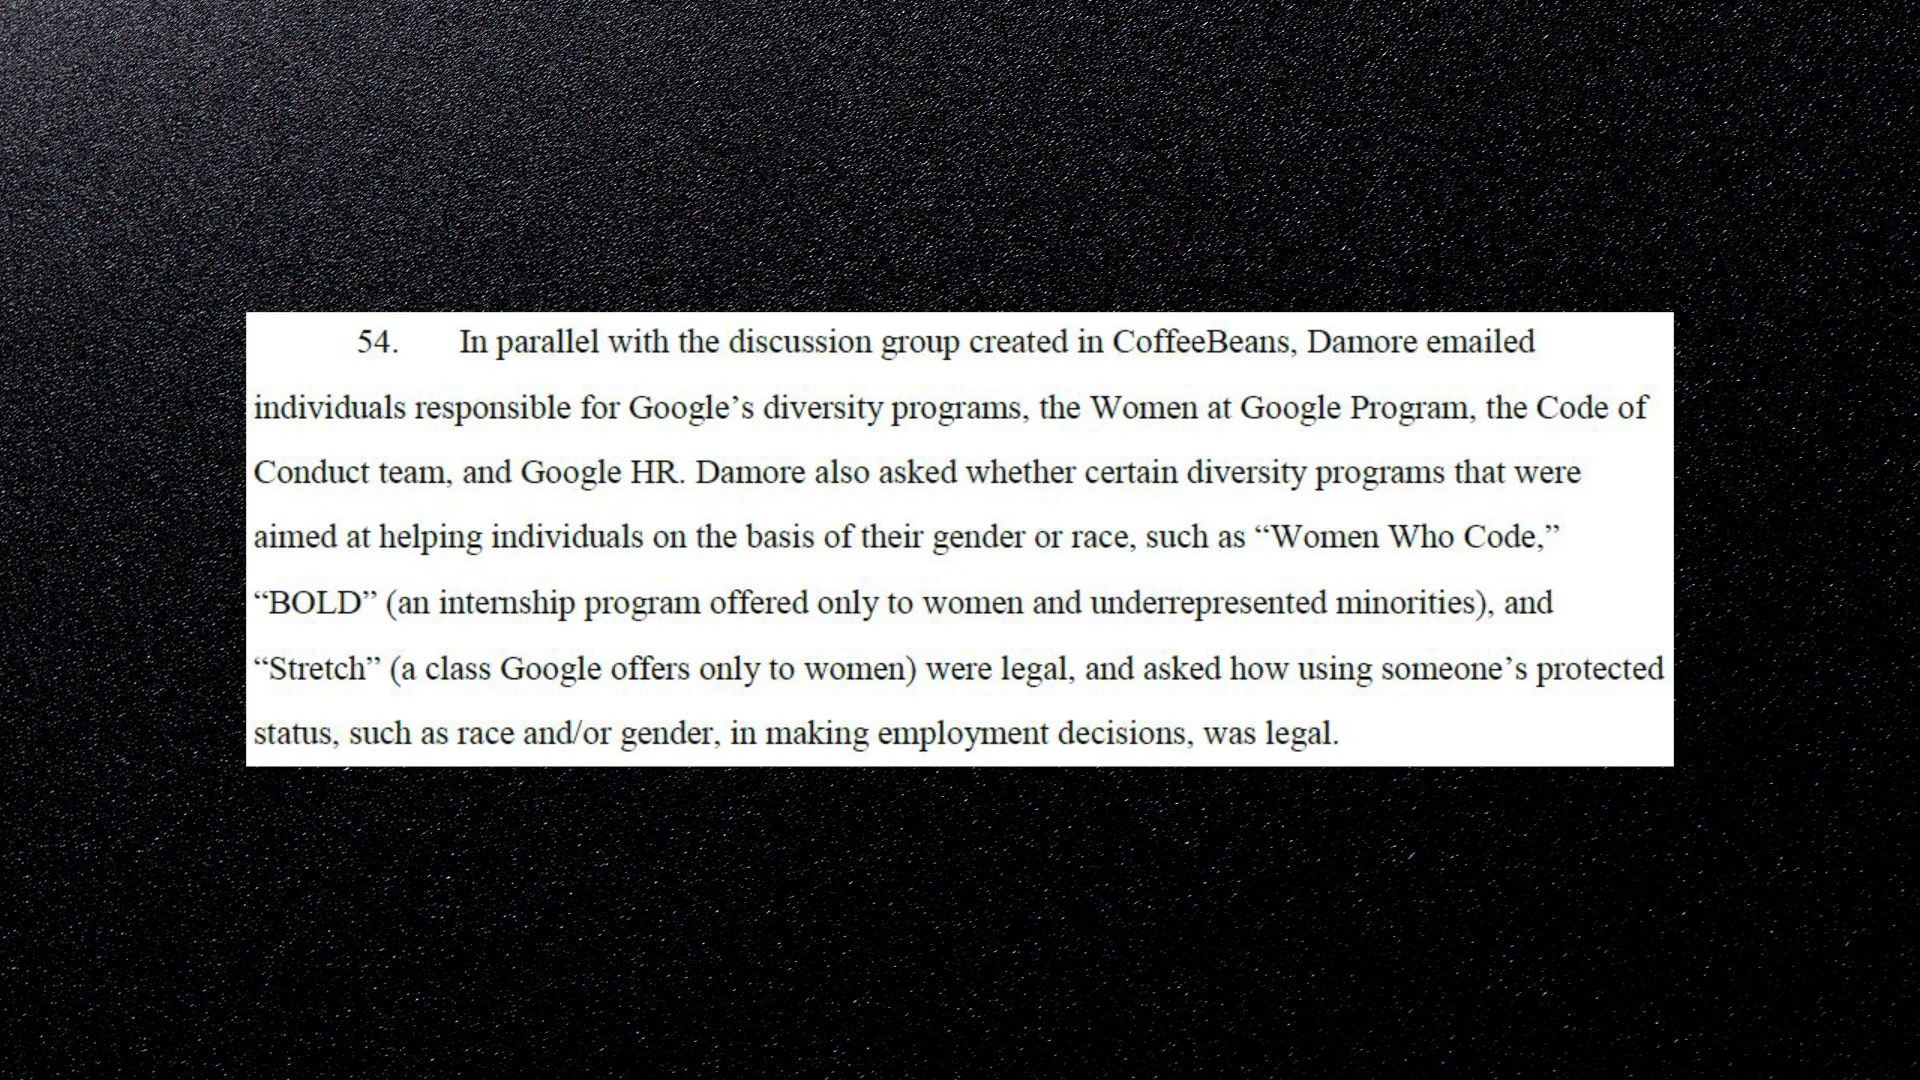 54. In parallel with the discussion group created in CoffeeBeans, Damore emailed
individuals responsible for Google’s diversity programs, the Women at Google Program, the Code of
Conduct team, and Google HR. Damore also asked whether certain diversity programs that were
aimed at helping individuals on the basis of their gender or race, such as “Women Who Code,”
“BOLD” (an internship program offered only to women and underrepresented minorities), and
“Stretch” (a class Google offers only to women) were legal, and asked how using someone’s protected
status, such as race and/or gender, in making employment decisions, was legal.